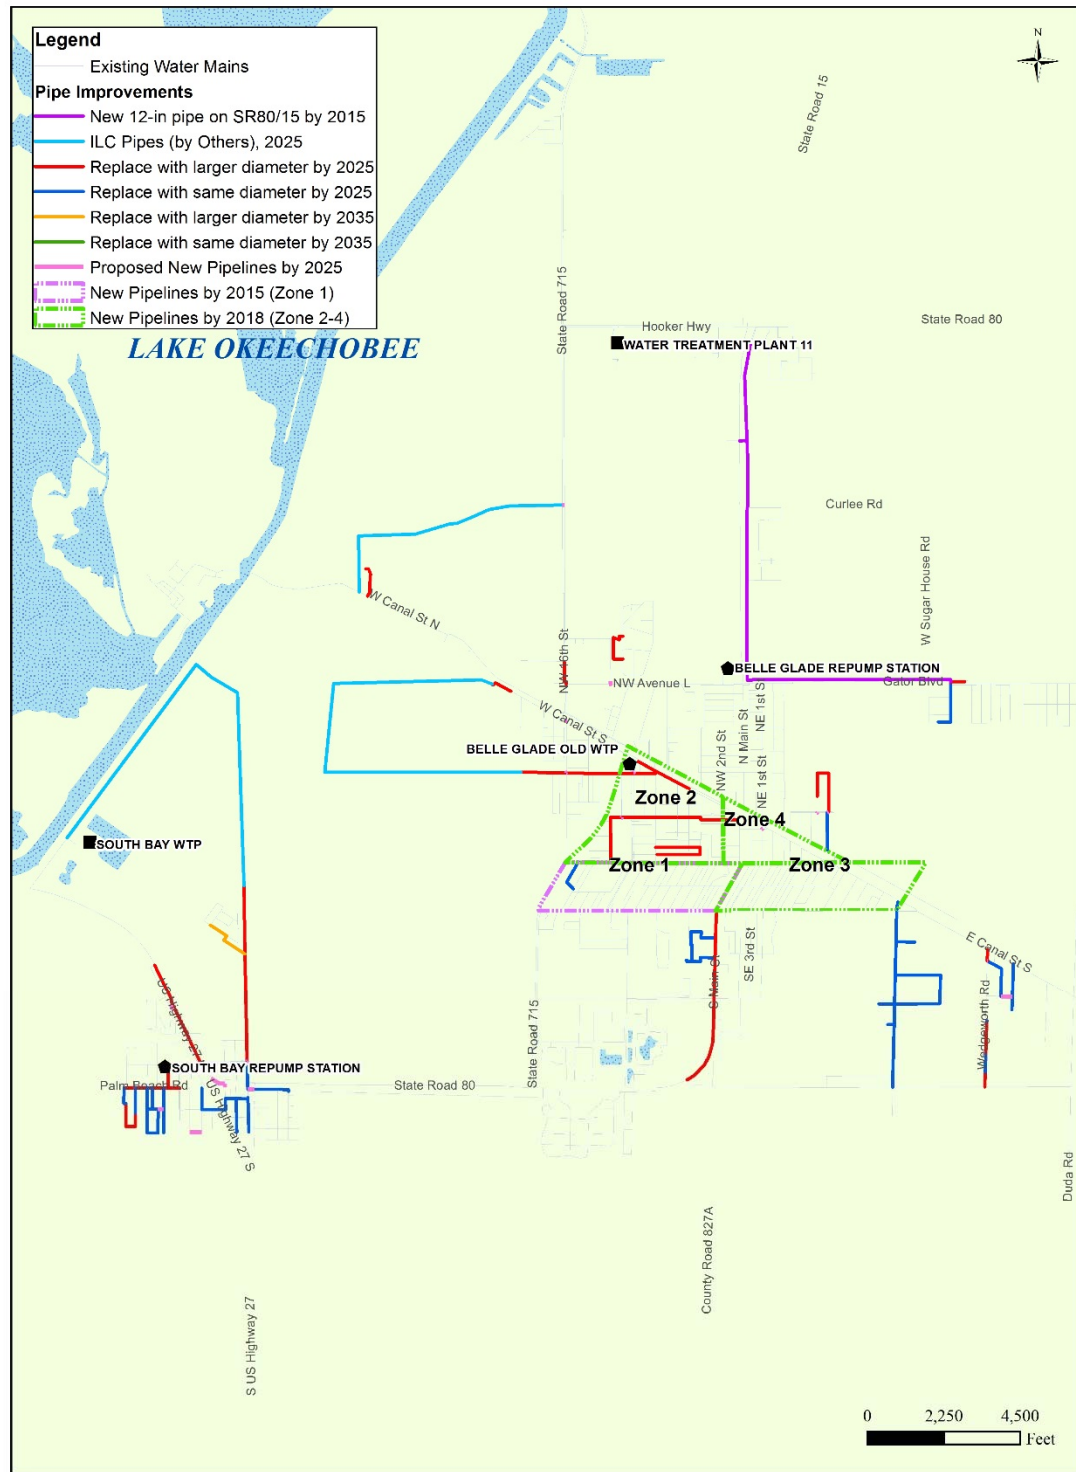 Legend
Existing Water Mains
Pipe Improvements
New 12-in pipe on SR80/15 by 2015
ILC Pipes (by Others), 2025
Replace with larger diameter by 2025
Replace with same diameter by 2025
Replace with larger diameter by 2035
Replace with same diameter by 2035
Proposed New Pipelines by 2025
New Pipelines by 2015 (Zone 1)
New Pipelines by 2018 (Zone 2-4)
N
State Road 15
State Road 715
Hooker Hwy
State Road 80
LAKE OKEECHOBEE
WATER TREATMENT PLANT 11
Curlee Rd
W Sugar House Rd
W Canal St N
NW 16th St
BELLE GLADE REPUMP STATION
NW Avenue L
Gator Blvd
NE 1st St
N Main St
W Canal St S
BELLE GLADE OLD WTP
NW 2nd St
NE 1st St
Zone 2
Zone 4
SOUTH BAY WTP
Zone 1
Zone 3
SE 3rd St
S Main St
E Canal St S
State Road 715
Wedgeworth Rd
US Highway 27
SOUTH BAY REPUMP STATION
Palm Beach Rd
State Road 80
US Highway 27 S
Duda Rd
County Road 827A
S US Highway 27
0 2,250 4,500
Feet